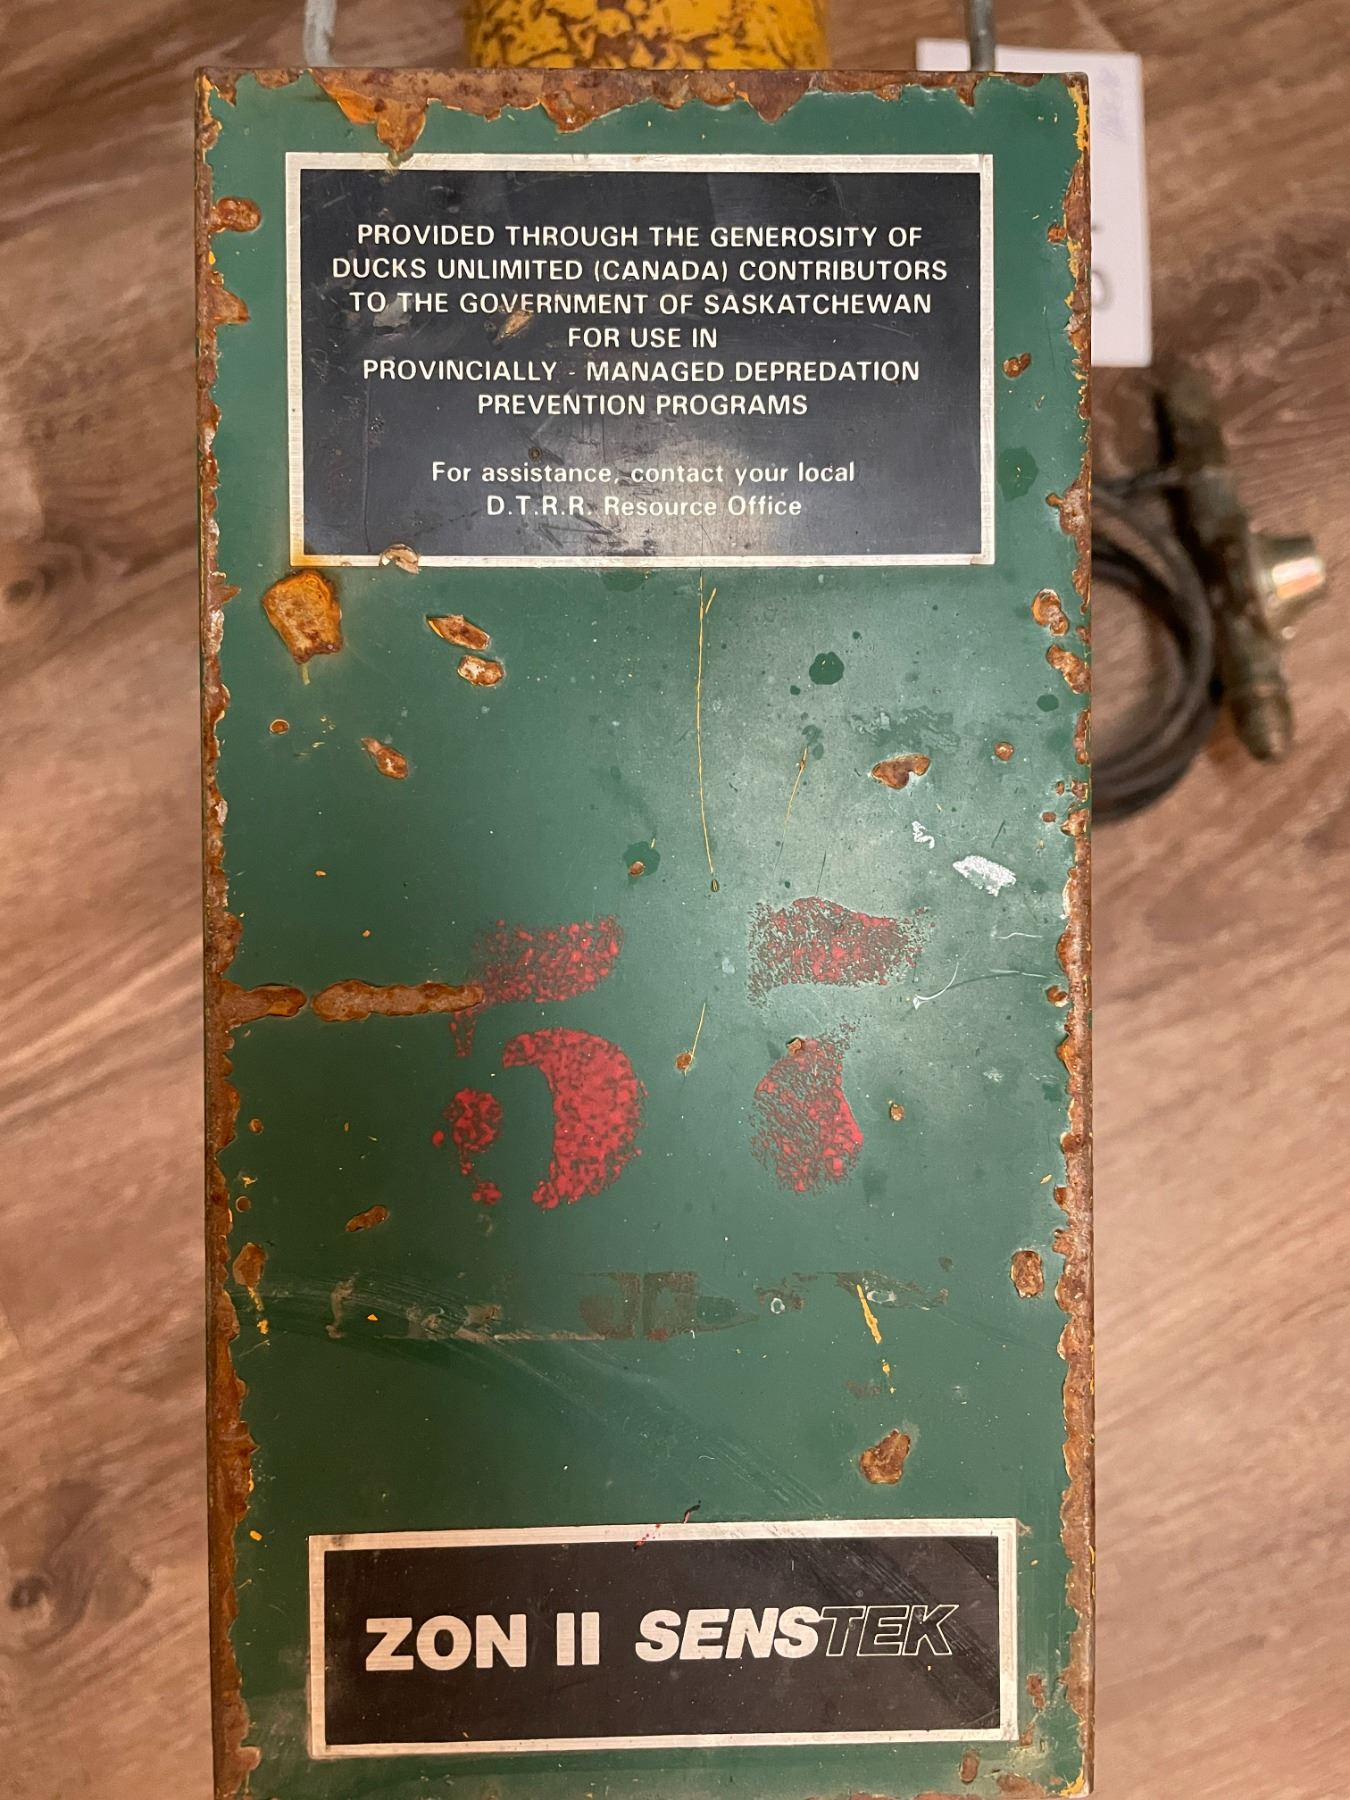 PROVIDED THROUGH THE GENEROSITY OF
DUCKS UNLIMITED (CANADA) CONTRIBUTORS
TO THE GOVERNMENT OF SASKATCHEWAN
FOR USE IN
PROVINCIALLY - MANAGED DEPREDATION
PREVENTION PROGRAMS
For assistance, contact your local
D.T.R.R. Resource Office
ZON II SENSTEK